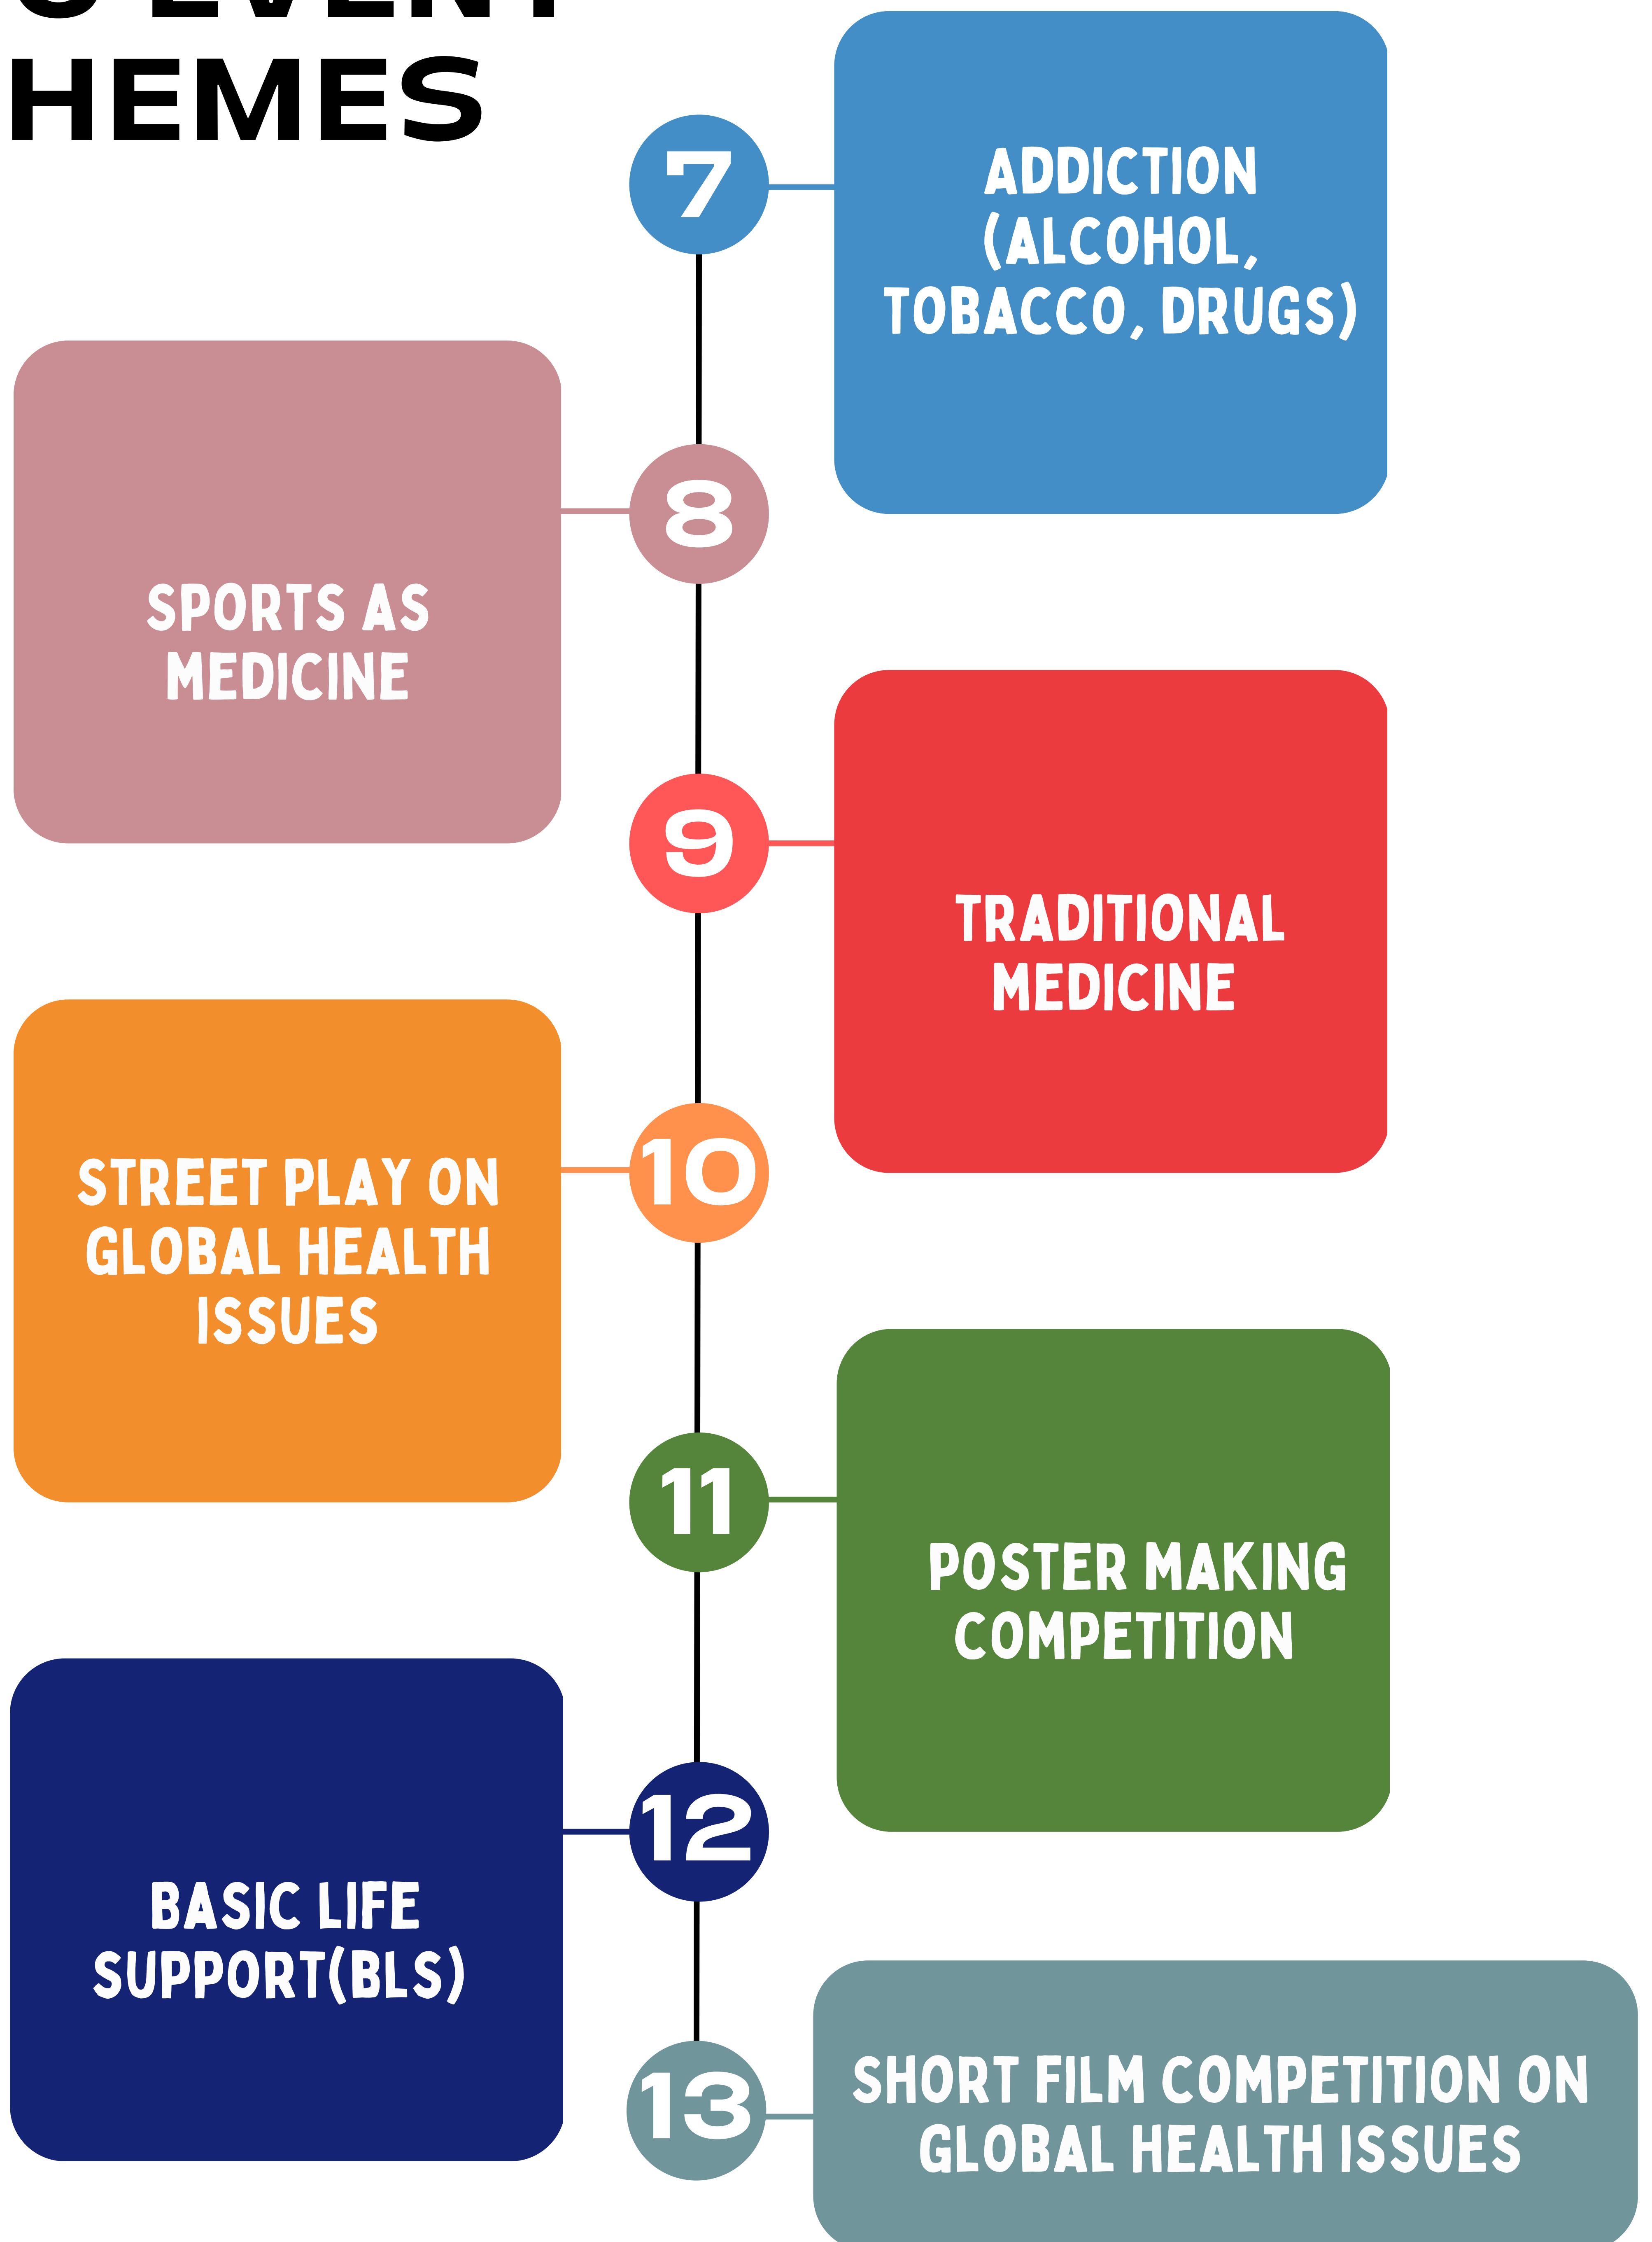 EVENT
HEMES
7
ADDICTION
(ALCOHOL,
TOBACCO, DRUGS)
8
SPORTS AS
MEDICINE
9
TRADITIONAL
MEDICINE
10
STREET PLAY ON
GLOBAL HEALTH
ISSUES
11
POSTER MAKING
COMPETITION
12
BASIC LIFE
SUPPORT(BLS)
13
SHORT FILM COMPETITION ON
GLOBAL HEALTH ISSUES